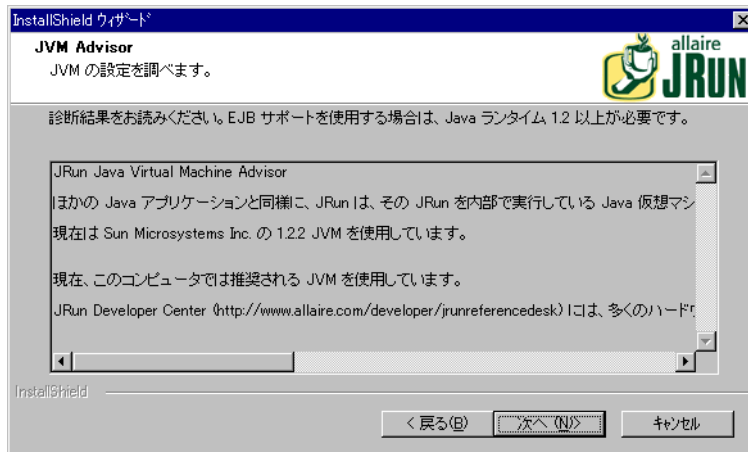 InstallShield ウィザード
JVM Advisor
JVM の設定を調べます。
allaire
JRUN
診断結果をお読みください。EJB サポートを使用する場合は、Java ランタイム 1.2 以上が必要です。
JRun Java Virtual Machine Advisor
ほかの Java アプリケーションと同様に、JRun は、その JRun を内部で実行している Java 仮想マシ
現在は Sun Microsystems Inc. の 1.2.2 JVM を使用しています。
現在、このコンピュータでは推奨される JVM を使用しています。
JRun Developer Center (http://www.allaire.com/developer/jrunreferencedesk) には、多くのハードウ
InstallShield
< 戻る(B)
次へ (N)>
キャンセル